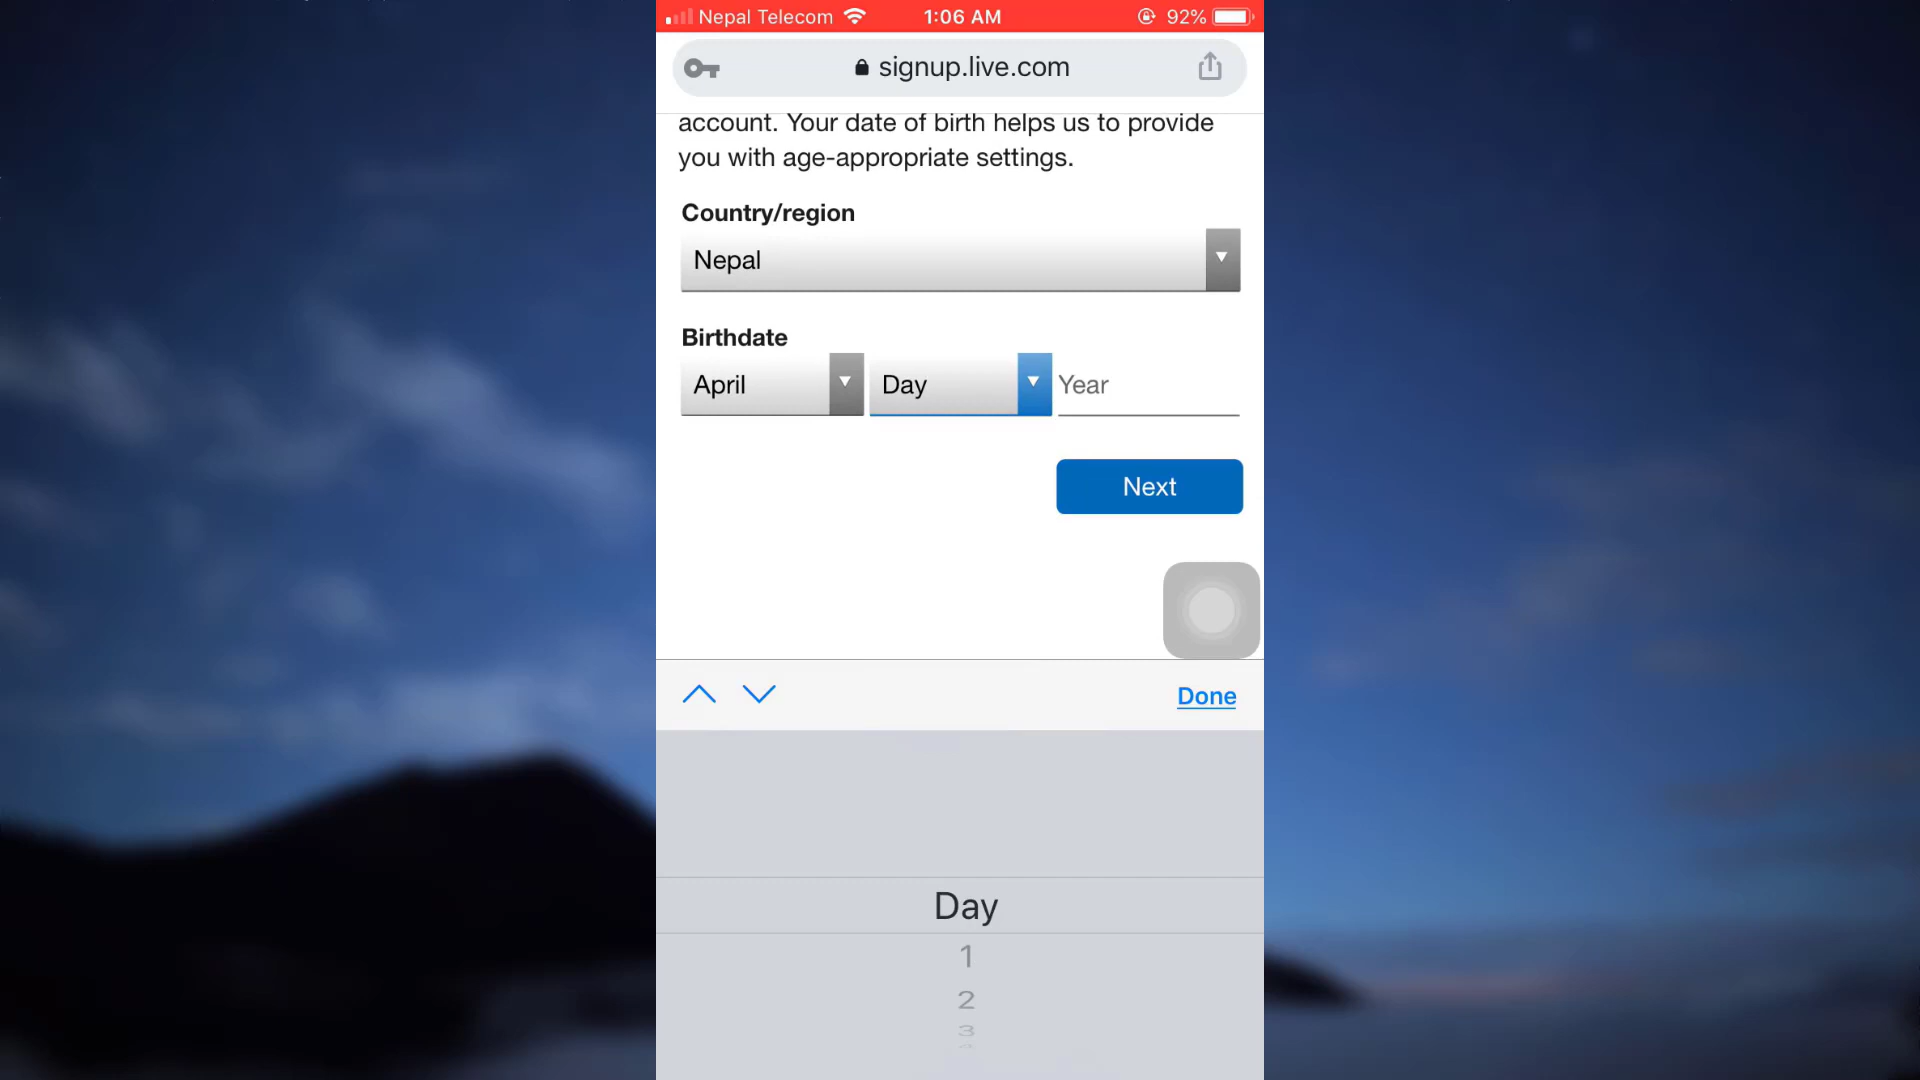 Nepal Telecom 1:06 AM 92%
signup.live.com
account. Your date of birth helps us to provide
you with age-appropriate settings.
Country/region
Nepal
Birthdate
April Day Year
Next
Done
Day
1
2
3